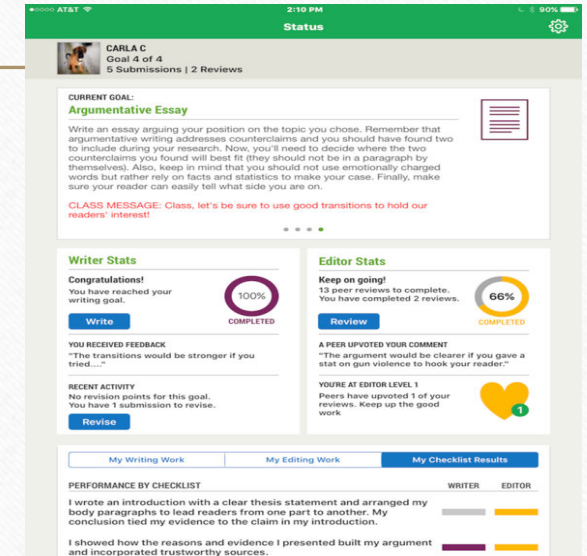 AT&T
2:10 PM
90%
Status
CARLA C
Goal 4 of 4
5 Submissions | 2 Reviews
CURRENT GOAL:
Argumentative Essay
Write an essay arguing your position on the topic you chose. Remember that
argumentative writing addresses counterclaims and you should have found two
to include during your research. Now, you'll need to decide where the two
counterclaims you found will best fit (they should not be in a paragraph by
themselves). Also, keep in mind that you should not use emotionally charged
words but rather rely on facts and statistics to make your case. Finally, make
sure your reader can easily tell what side you are on.
CLASS MESSAGE: Class, let's be sure to use good transitions to hold our
readers' interest!
Writer Stats
Congratulations!
You have reached your
writing goal.
100%
Write
COMPLETED
YOU RECEIVED FEEDBACK
"The transitions would be stronger if you
tried...."
RECENT ACTIVITY
No revision points for this goal.
You have 1 submission to revise.
Revise
Editor Stats
Keep on going!
13 peer reviews to complete.
You have completed 2 reviews.
66%
Review
COMPLETED
A PEER UPVOTED YOUR COMMENT
"The argument would be clearer if you gave a
stat on gun violence to hook your reader."
YOU'RE AT EDITOR LEVEL 1
Peers have upvoted 1 of your
reviews. Keep up the good
work
1
My Writing Work
My Editing Work
My Checklist Results
PERFORMANCE BY CHECKLIST
WRITER
EDITOR
I wrote an introduction with a clear thesis statement and arranged my
body paragraphs to lead readers from one part to another. My
conclusion tied my evidence to the claim in my introduction.
I showed how the reasons and evidence I presented built my argument
and incorporated trustworthy sources.